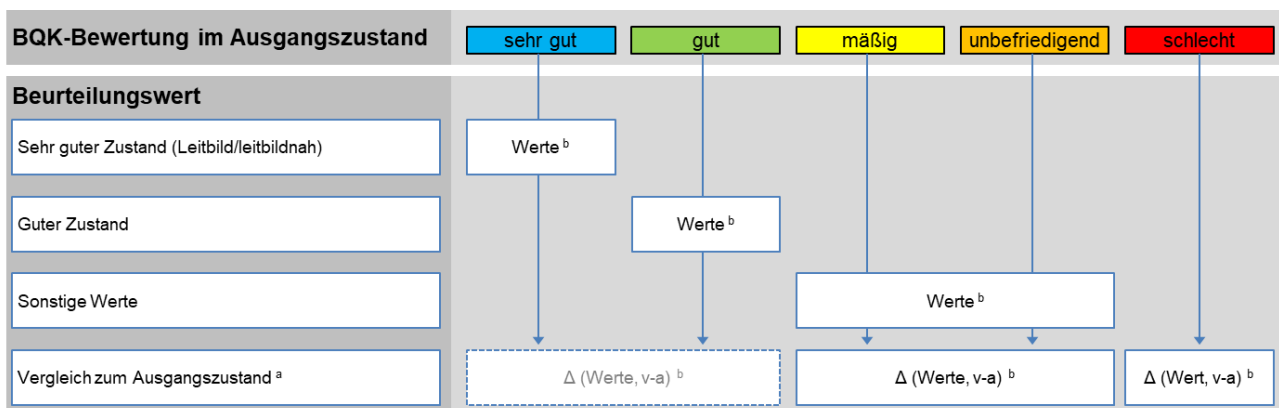 BQK-Bewertung im Ausgangszustand
sehr gut
gut
mäßig
unbefriedigend
schlecht
Beurteilungswert
Sehr guter Zustand (Leitbild/leitbildnah)
Werte ᵇ
Guter Zustand
Werte ᵇ
Sonstige Werte
Werte ᵇ
Vergleich zum Ausgangszustand ᵃ
Δ (Werte, v-a) ᵇ
Δ (Werte, v-a) ᵇ
Δ (Wert, v-a) ᵇ